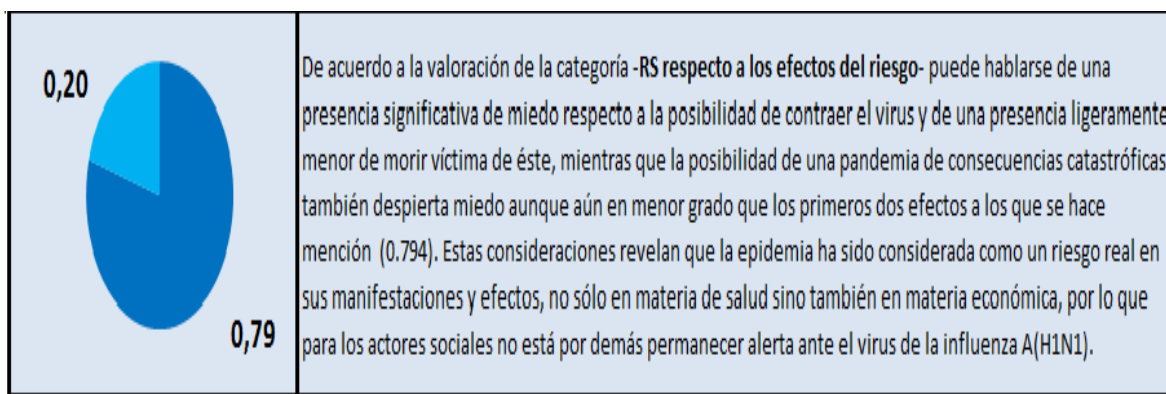 0,20
0,79
De acuerdo a la valoración de la categoría -RS respecto a los efectos del riesgo- puede hablarse de una
presencia significativa de miedo respecto a la posibilidad de contraer el virus y de una presencia ligeramente
menor de morir víctima de éste, mientras que la posibilidad de una pandemia de consecuencias catastróficas
también despierta miedo aunque aún en menor grado que los primeros dos efectos a los que se hace
mención (0.794). Estas consideraciones revelan que la epidemia ha sido considerada como un riesgo real en
sus manifestaciones y efectos, no sólo en materia de salud sino también en materia económica, por lo que
para los actores sociales no está por demás permanecer alerta ante el virus de la influenza A(H1N1).